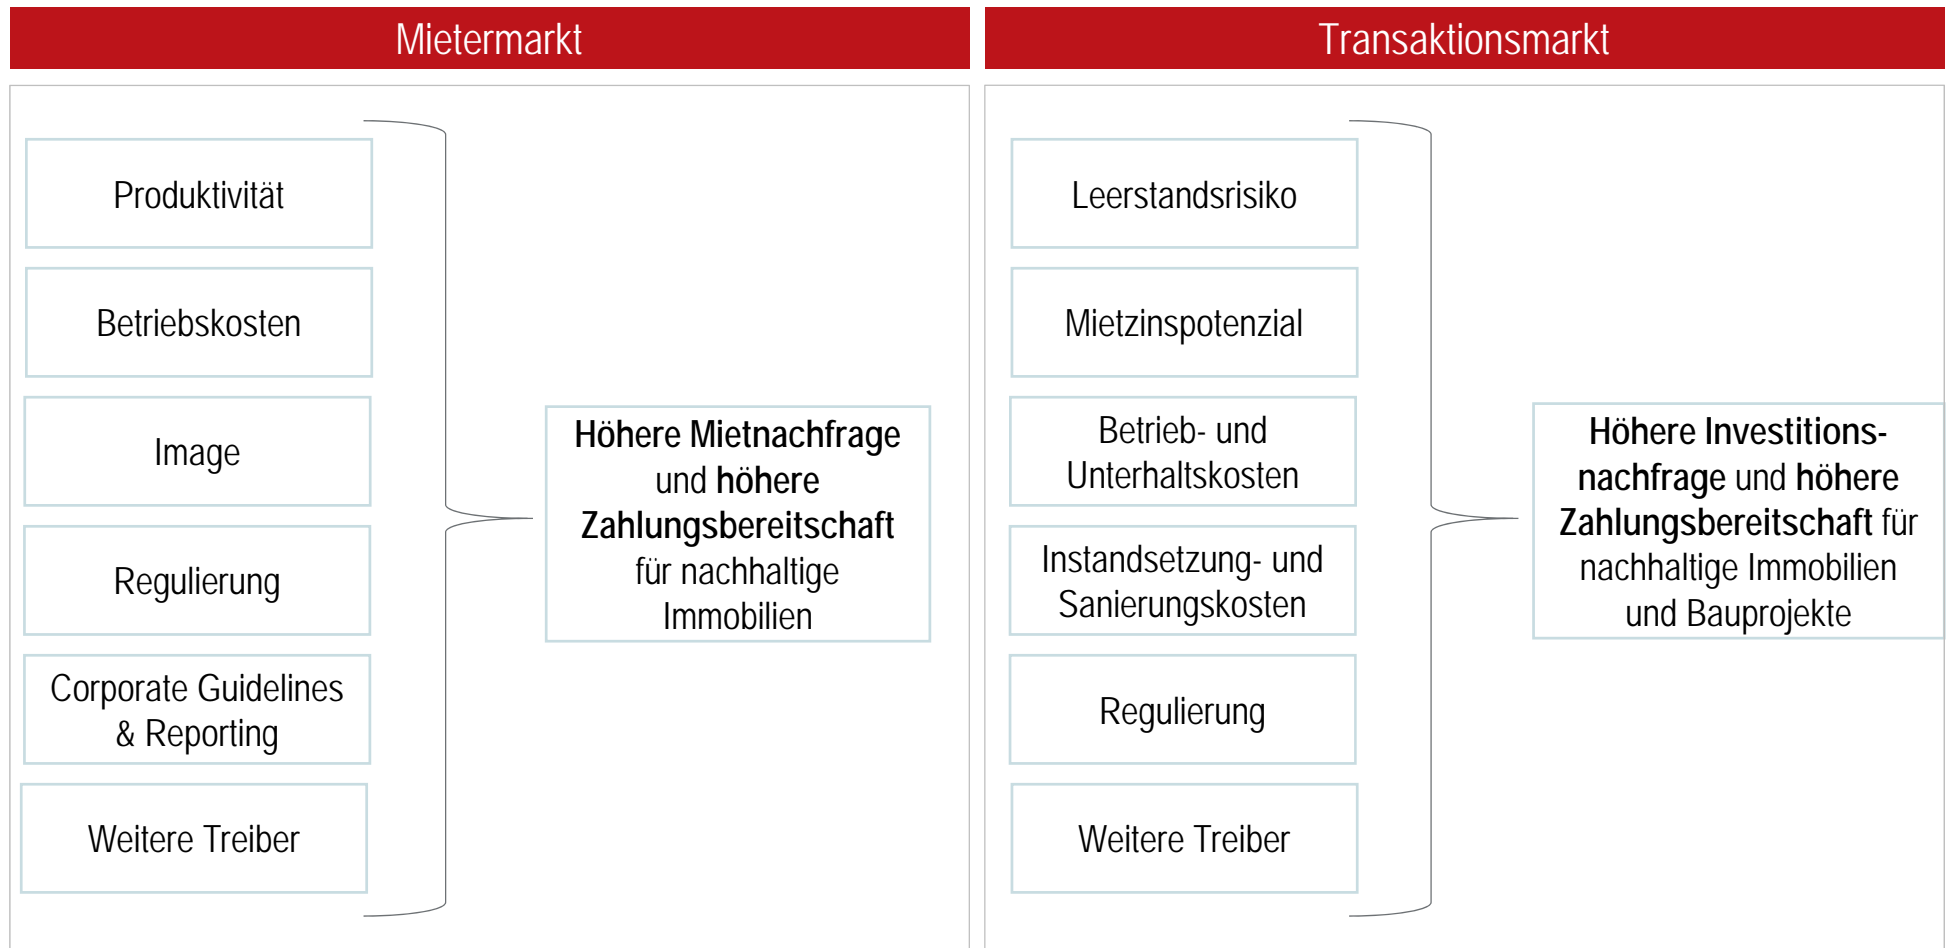 Mietermarkt
Produktivität
Betriebskosten
Image
Regulierung
Corporate Guidelines
& Reporting
Weitere Treiber
Höhere Mietnachfrage
und höhere
Zahlungsbereitschaft
für nachhaltige
Immobilien
Transaktionsmarkt
Leerstandsrisiko
Mietzinspotenzial
Betrieb- und
Unterhaltskosten
Instandsetzung- und
Sanierungskosten
Regulierung
Weitere Treiber
Höhere Investitions-
nachfrage und höhere
Zahlungsbereitschaft für
nachhaltige Immobilien
und Bauprojekte